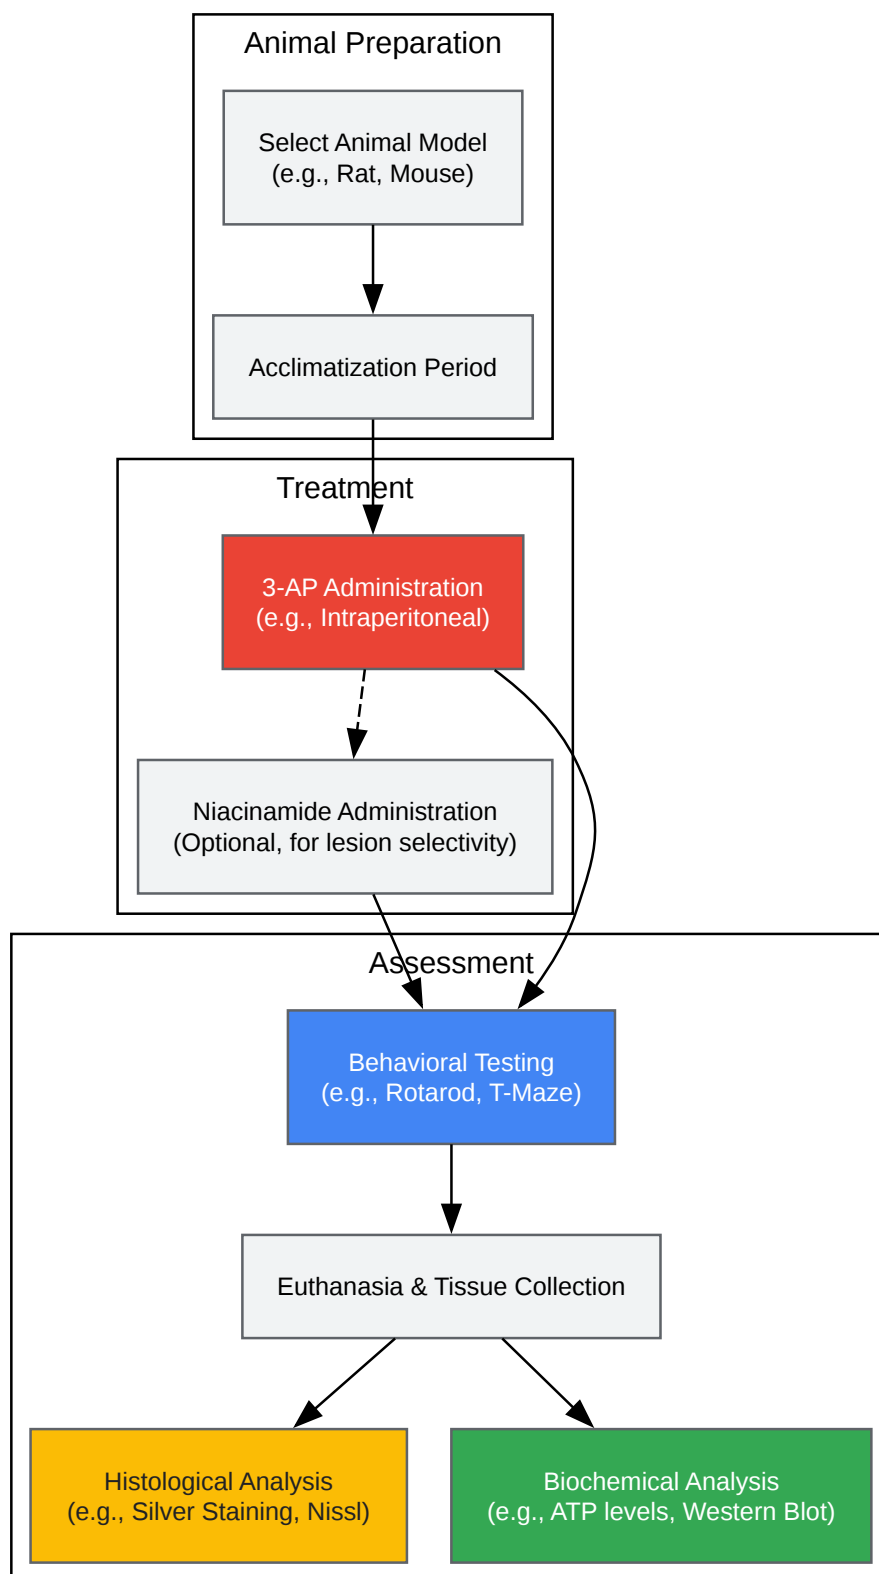 Animal Preparation
Select Animal Model
(e.g., Rat, Mouse)
Acclimatization Period
Treatment
3-AP Administration
(e.g., Intraperitoneal)
Niacinamide Administration
(Optional, for lesion selectivity)
Assessment
Behavioral Testing
(e.g., Rotarod, T-Maze)
Euthanasia & Tissue Collection
Histological Analysis
(e.g., Silver Staining, Nissl)
Biochemical Analysis
(e.g., ATP levels, Western Blot)